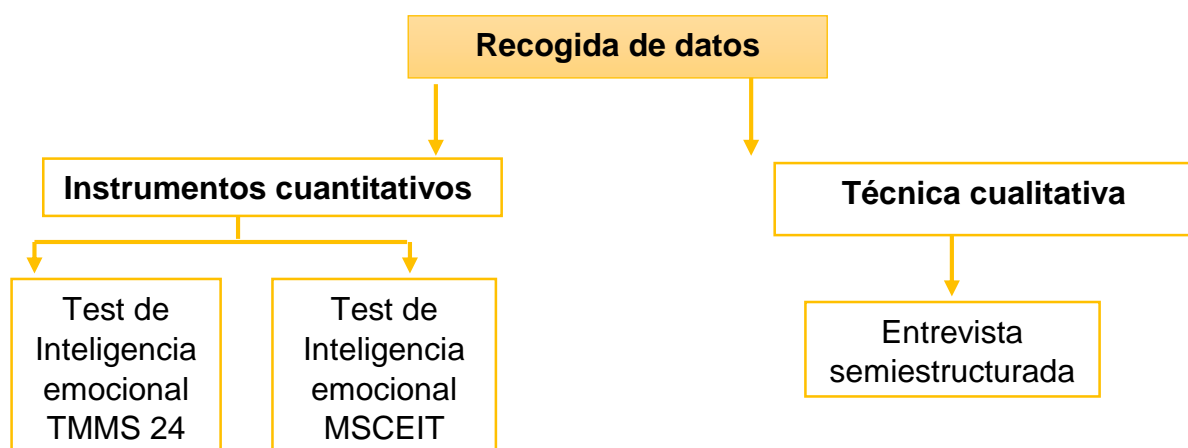 Recogida de datos
Instrumentos cuantitativos
Técnica cualitativa
Test de
Inteligencia
emocional
TMMS 24
Test de
Inteligencia
emocional
MSCEIT
Entrevista
semiestructurada